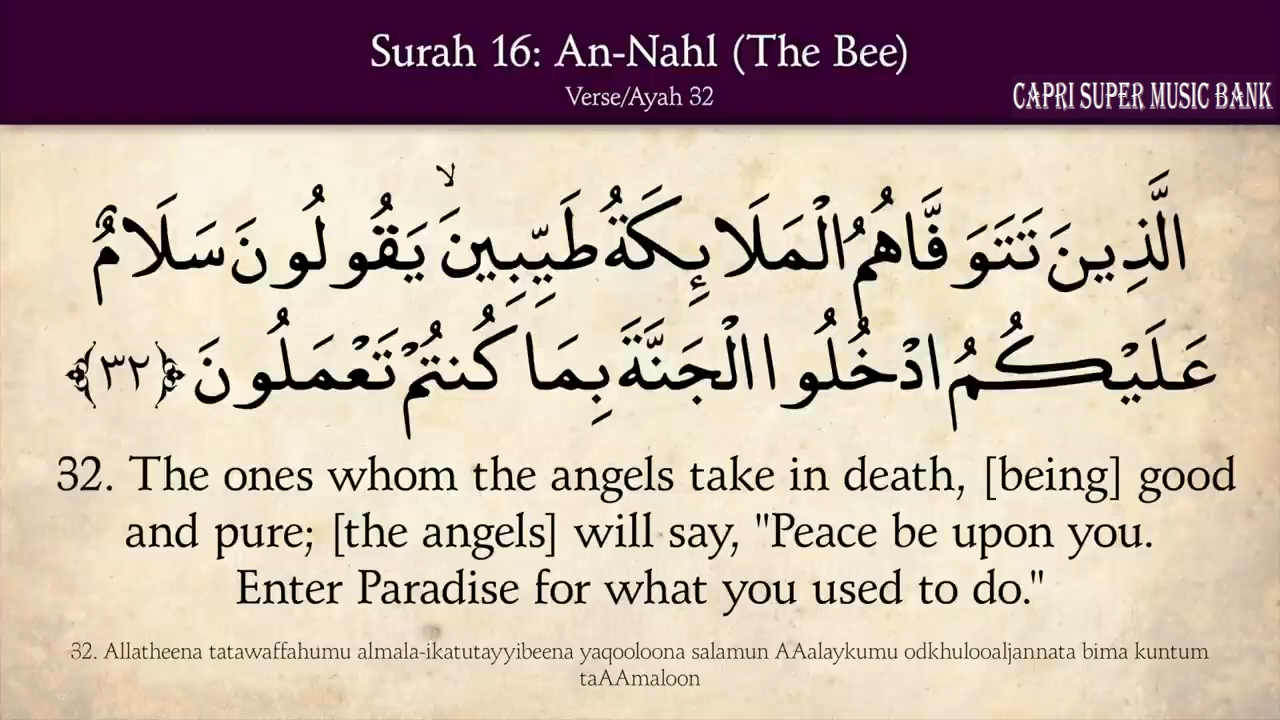 Surah 16: An-Nahl (The Bee)
Verse/Ayah 32
CAPRI SUPER MUSIC BANK
الَّذِينَ تَتَوَفَّاهُمُ الْمَلَايِٕكَةُ طَيِّبِينَ ۙ يَقُولُونَ سَلَامٌ
عَلَيْكُمُ ادْخُلُوا الْجَنَّةَ بِمَا كُنتُمْ تَعْمَلُونَ ﴿٣٢﴾
32. The ones whom the angels take in death, [being] good
and pure; [the angels] will say, "Peace be upon you.
Enter Paradise for what you used to do."
32. Allatheena tatawaffahumu almala-ikatutayyibeena yaqooloona salamun AAalaykumu odkhulooaljannata bima kuntum
taAAmaloon